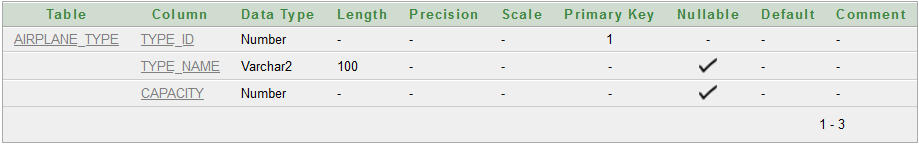 Table Column Data Type Length Precision Scale Primary Key Nullable Default Comment
AIRPLANE_TYPE TYPE_ID Number - - - 1 - - -
TYPE_NAME Varchar2 100 - - - ✓ - -
CAPACITY Number - - - - ✓ - -
1 - 3